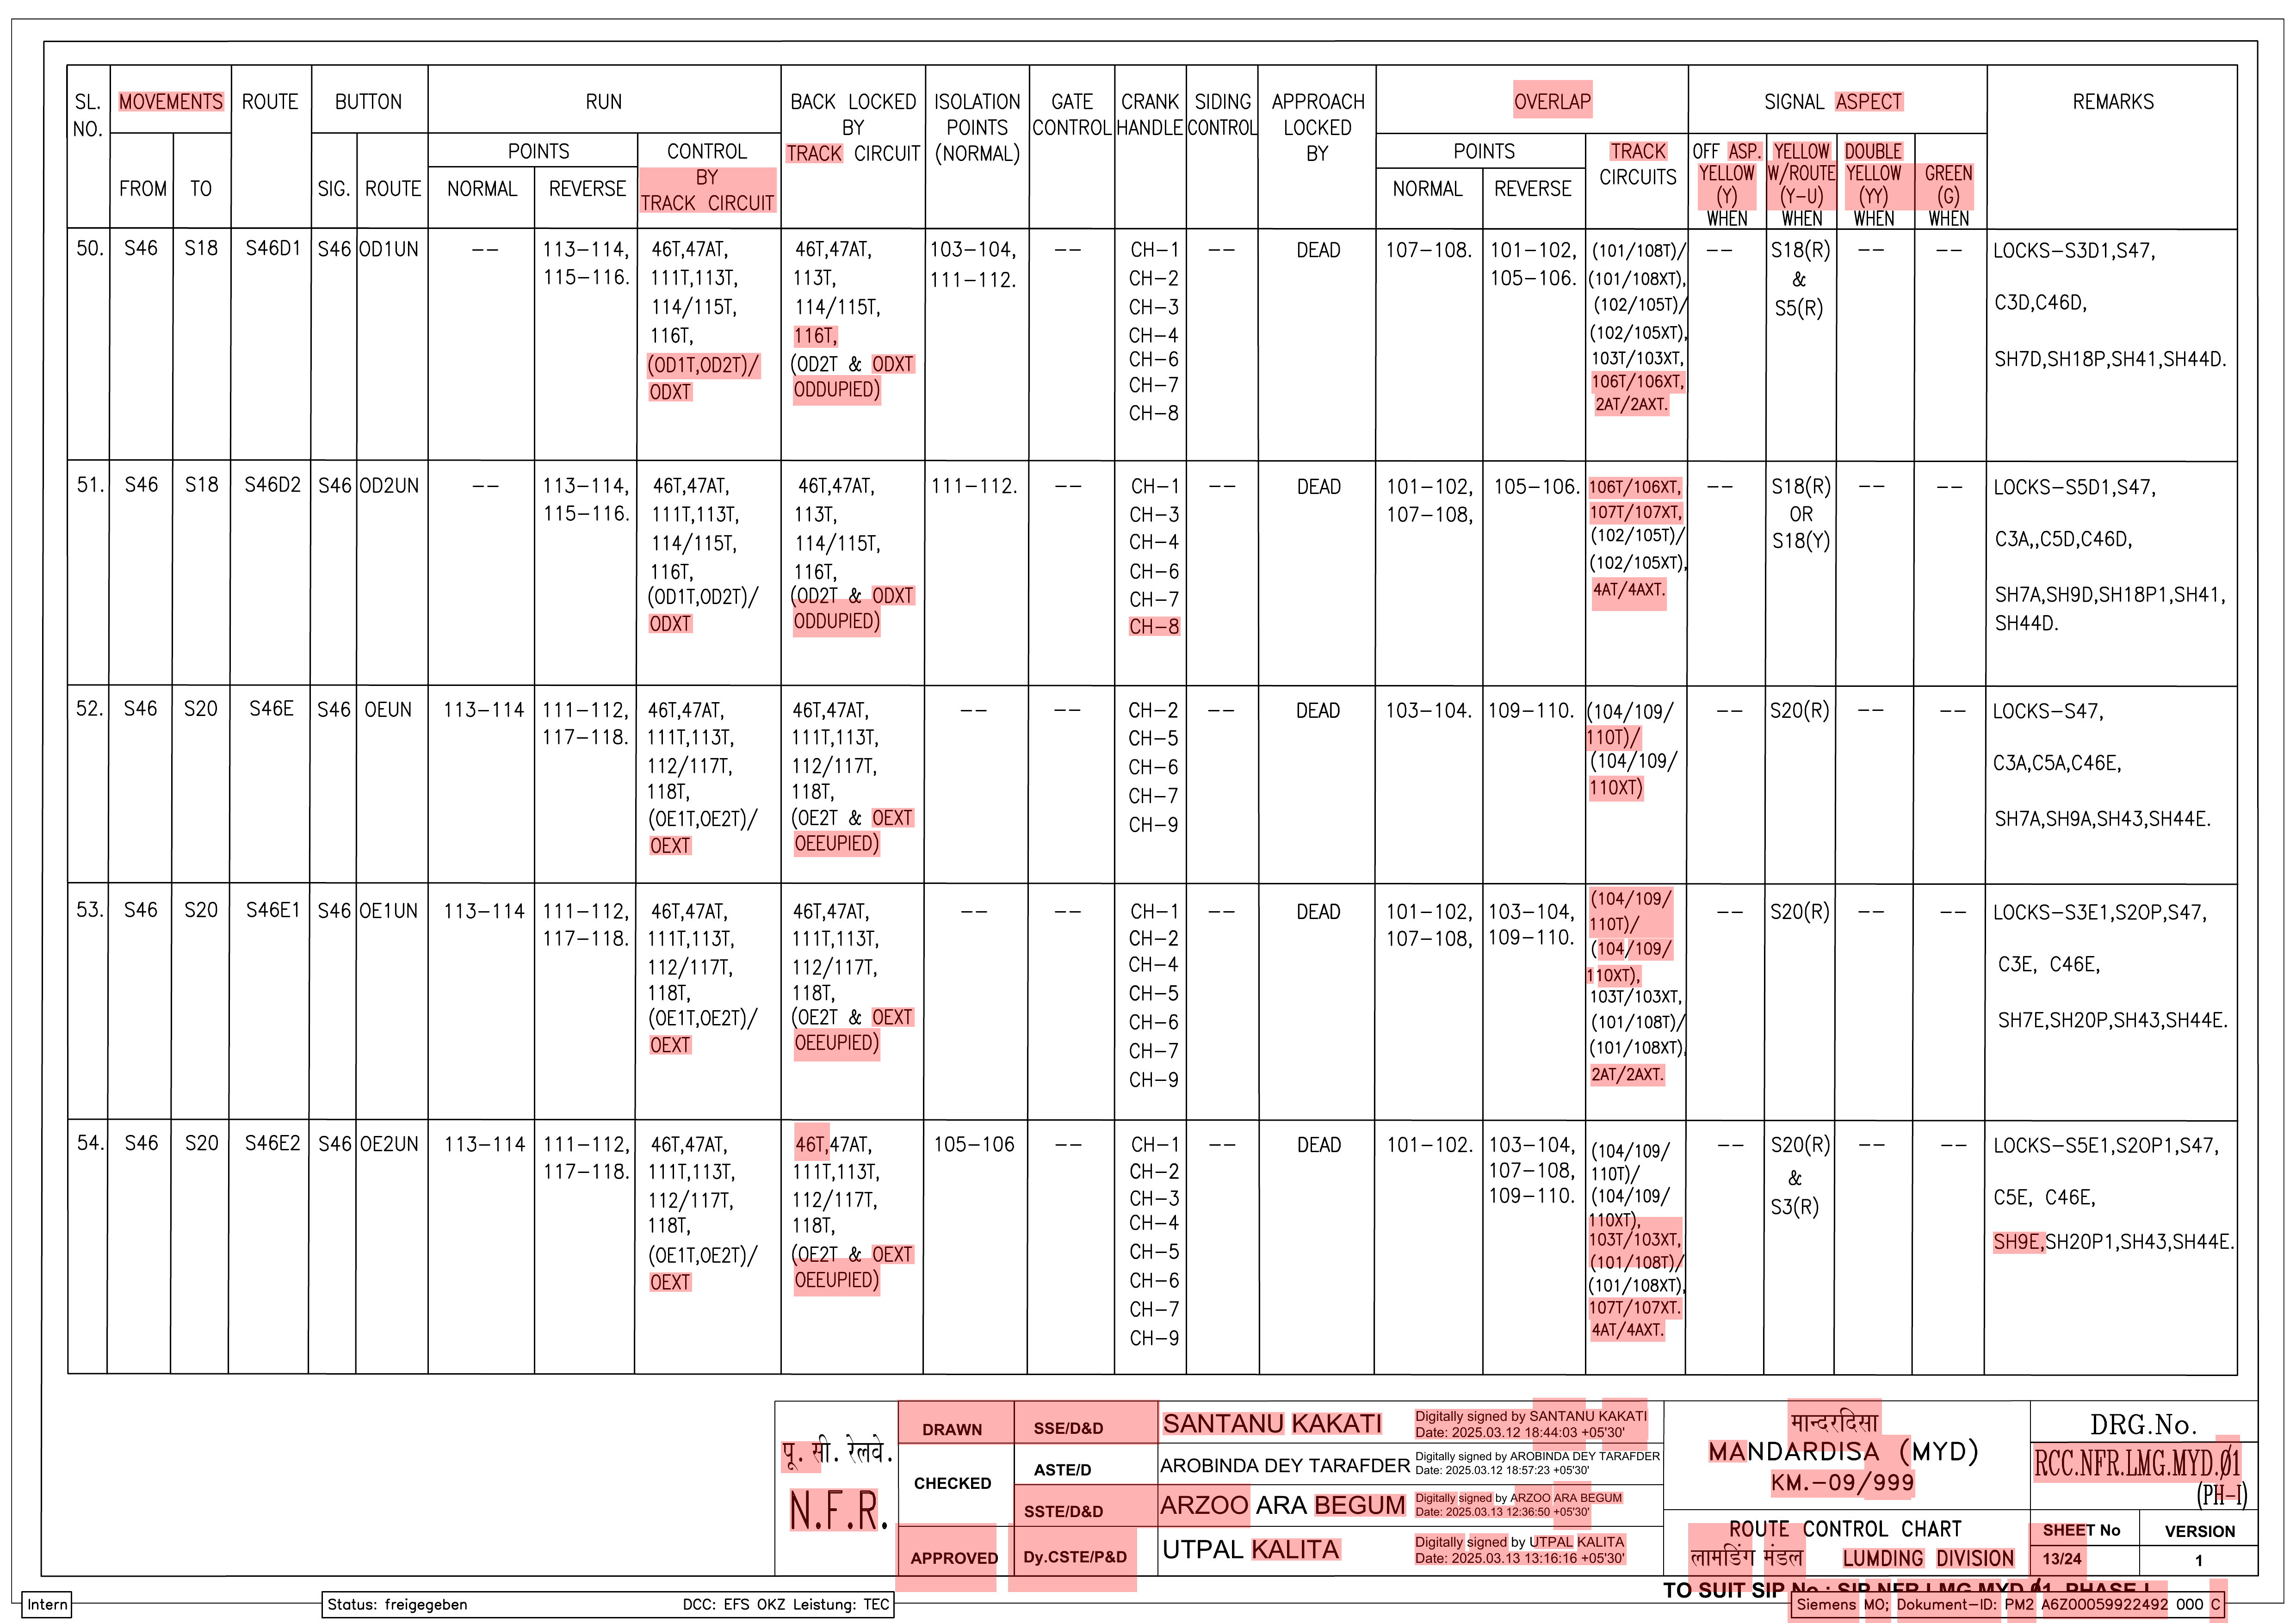 SL. NO. MOVEMENTS ROUTE BUTTON RUN BACK LOCKED BY TRACK CIRCUIT ISOLATION POINTS (NORMAL) GATE CONTROL CRANK HANDLE SIDING CONTROL APPROACH LOCKED BY OVERLAP SIGNAL ASPECT REMARKS
FROM TO SIG. ROUTE POINTS CONTROL BY TRACK CIRCUIT POINTS TRACK CIRCUITS OFF ASP. YELLOW (Y) WHEN YELLOW W/ROUTE (Y-U) WHEN DOUBLE YELLOW (YY) WHEN GREEN (G) WHEN
NORMAL REVERSE NORMAL REVERSE
50. S46 S18 S46D1 S46 OD1UN -- 113-114, 46T,47AT, 46T,47AT, 103-104, -- CH-1 -- DEAD 107-108. 101-102, (101/108T)/ -- S18(R) -- -- LOCKS-S3D1,S47,
115-116. 111T,113T, 113T, 111-112. CH-2 105-106. (101/108XT), &
114/115T, 114/115T, CH-3 (102/105T)/ S5(R) C3D,C46D,
116T, 116T, CH-4 (102/105XT),
(OD1T,OD2T)/ (OD2T & ODXT CH-6 103T/103XT, SH7D,SH18P,SH41,SH44D.
ODXT ODDUPIED) CH-7 106T/106XT,
CH-8 2AT/2AXT.
51. S46 S18 S46D2 S46 OD2UN -- 113-114, 46T,47AT, 46T,47AT, 111-112. -- CH-1 -- DEAD 101-102, 105-106. 106T/106XT, -- S18(R) -- -- LOCKS-S5D1,S47,
115-116. 111T,113T, 113T, CH-3 107-108, 107T/107XT, OR
114/115T, 114/115T, CH-4 (102/105T)/ S18(Y) C3A,,C5D,C46D,
116T, 116T, CH-6 (102/105XT),
(OD1T,OD2T)/ (OD2T & ODXT CH-7 4AT/4AXT. SH7A,SH9D,SH18P1,SH41,
ODXT ODDUPIED) CH-8 SH44D.
52. S46 S20 S46E S46 OEUN 113-114 111-112, 46T,47AT, 46T,47AT, -- -- CH-2 -- DEAD 103-104. 109-110. (104/109/ -- S20(R) -- -- LOCKS-S47,
117-118. 111T,113T, 111T,113T, CH-5 110T)/
112/117T, 112/117T, CH-6 (104/109/ C3A,C5A,C46E,
118T, 118T, CH-7 110XT)
(OE1T,OE2T)/ (OE2T & OEXT CH-9 SH7A,SH9A,SH43,SH44E.
OEXT OEEUPIED)
53. S46 S20 S46E1 S46 OE1UN 113-114 111-112, 46T,47AT, 46T,47AT, -- -- CH-1 -- DEAD 101-102, 103-104, (104/109/ -- S20(R) -- -- LOCKS-S3E1,S20P,S47,
117-118. 111T,113T, 111T,113T, CH-2 107-108, 109-110. 110T)/
112/117T, 112/117T, CH-4 (104/109/ C3E, C46E,
118T, 118T, CH-5 110XT),
(OE1T,OE2T)/ (OE2T & OEXT CH-6 103T/103XT, SH7E,SH20P,SH43,SH44E.
OEXT OEEUPIED) CH-7 (101/108T)/
CH-9 (101/108XT),
2AT/2AXT.
54. S46 S20 S46E2 S46 OE2UN 113-114 111-112, 46T,47AT, 46T,47AT, 105-106 -- CH-1 -- DEAD 101-102. 103-104, (104/109/ -- S20(R) -- -- LOCKS-S5E1,S20P1,S47,
117-118. 111T,113T, 111T,113T, CH-2 107-108, 110T)/ &
112/117T, 112/117T, CH-3 109-110. (104/109/ S3(R) C5E, C46E,
118T, 118T, CH-4 110XT),
(OE1T,OE2T)/ (OE2T & OEXT CH-5 103T/103XT, SH9E,SH20P1,SH43,SH44E.
OEXT OEEUPIED) CH-6 (101/108T)/
CH-7 (101/108XT),
CH-9 107T/107XT.
4AT/4AXT.
पू. सी. रेलवे.
N.F.R.
DRAWN SSE/D&D SANTANU KAKATI Digitally signed by SANTANU KAKATI
Date: 2025.03.12 18:44:03 +05'30'
CHECKED ASTE/D AROBINDA DEY TARAFDER Digitally signed by AROBINDA DEY TARAFDER
Date: 2025.03.12 18:57:23 +05'30'
SSTE/D&D ARZOO ARA BEGUM Digitally signed by ARZOO ARA BEGUM
Date: 2025.03.13 12:36:50 +05'30'
APPROVED Dy.CSTE/P&D UTPAL KALITA Digitally signed by UTPAL KALITA
Date: 2025.03.13 13:16:16 +05'30'
मान्दरदिसा
MANDARDISA (MYD)
KM.-09/999
ROUTE CONTROL CHART
लामडिंग मंडल LUMDING DIVISION
DRG.No.
RCC.NFR.LMG.MYD.Ø1
(PH-I)
SHEET No VERSION
13/24 1
TO SUIT SIP No.: SIP.NFR.LMG.MYD.Ø1, PHASE-I
Intern
Status: freigegeben DCC: EFS OKZ Leistung: TEC
Siemens MO; Dokument-ID: PM2 A6Z00059922492 000 C